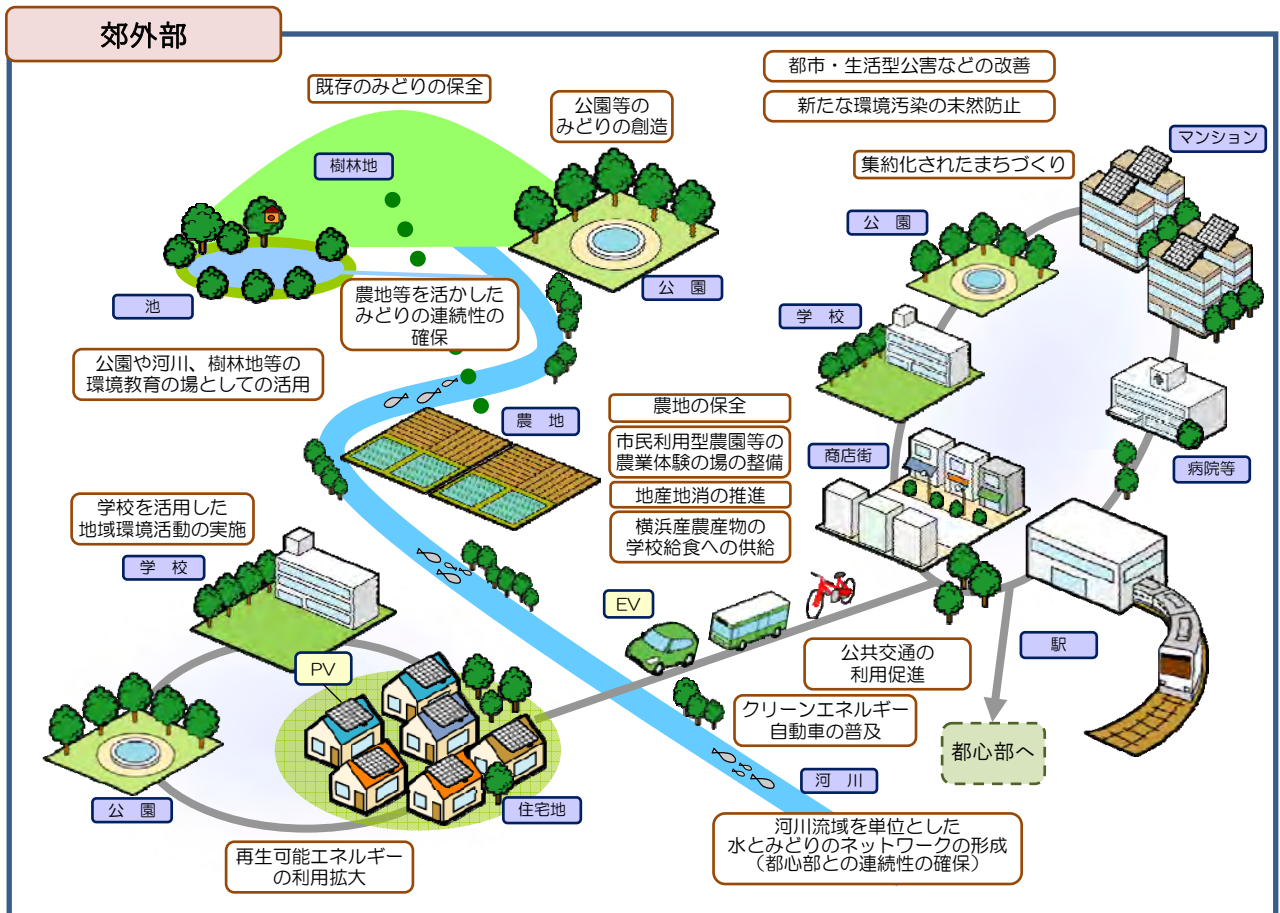 郊外部
都市・生活型公害などの改善
新たな環境汚染の未然防止
既存のみどりの保全
公園等の
みどりの創造
マンション
集約化されたまちづくり
樹林地
公　園
池
公　園
農地等を活かした
みどりの連続性の
確保
学　校
公園や河川、樹林地等の
環境教育の場としての活用
農　地
農地の保全
市民利用型農園等の
農業体験の場の整備
地産地消の推進
横浜産農産物の
学校給食への供給
商店街
病院等
学校を活用した
地域環境活動の実施
学　校
EV
駅
PV
公共交通の
利用促進
クリーンエネルギー
自動車の普及
都心部へ
河　川
公　園
住宅地
河川流域を単位とした
水とみどりのネットワークの形成
（都心部との連続性の確保）
再生可能エネルギー
の利用拡大